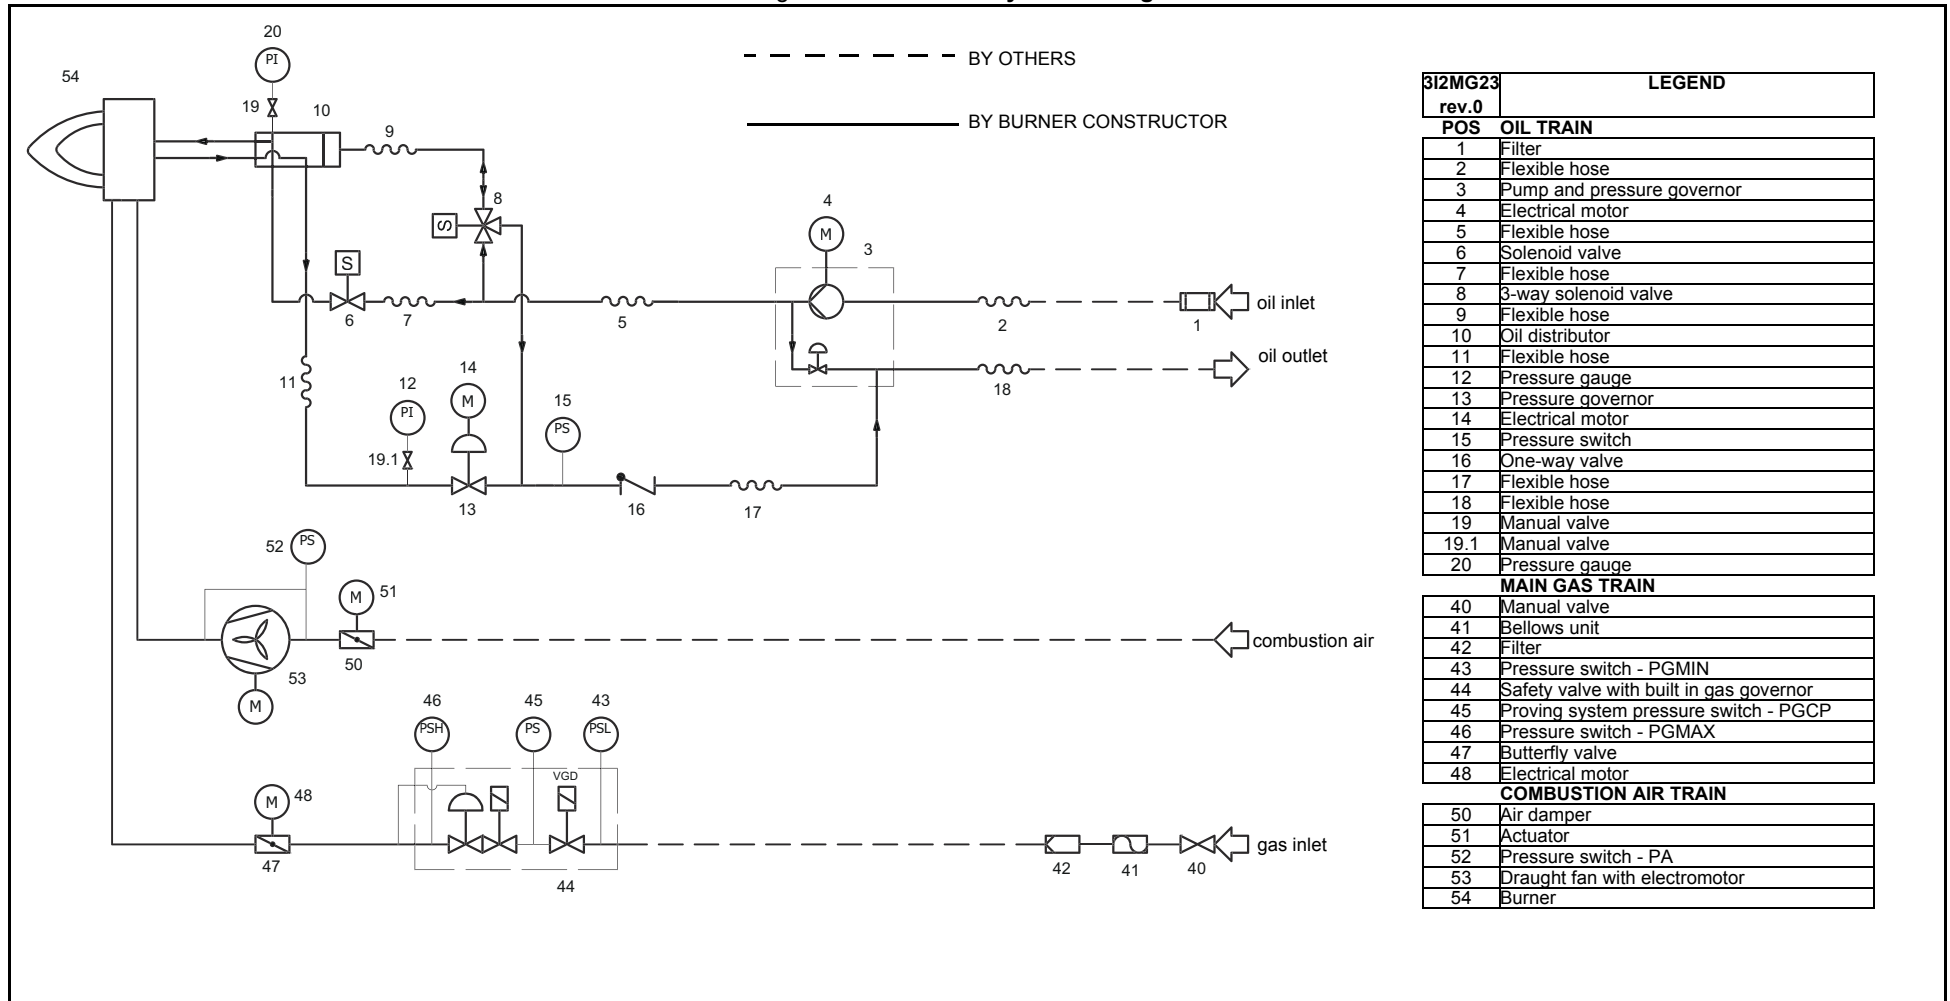 20
PI
54
19
10
9
BY OTHERS
BY BURNER CONSTRUCTOR
8
S
4
M
3
S
6
7
5
2
1
oil inlet
oil outlet
18
11
12
PI
14
M
15
PS
19.1
13
16
17
52
PS
M
51
50
combustion air
53
M
46
45
43
PSH
PS
PSL
VGD
M
48
47
44
42
41
40
gas inlet
3I2MG23 LEGEND
rev.0
POS OIL TRAIN
1 Filter
2 Flexible hose
3 Pump and pressure governor
4 Electrical motor
5 Flexible hose
6 Solenoid valve
7 Flexible hose
8 3-way solenoid valve
9 Flexible hose
10 Oil distributor
11 Flexible hose
12 Pressure gauge
13 Pressure governor
14 Electrical motor
15 Pressure switch
16 One-way valve
17 Flexible hose
18 Flexible hose
19 Manual valve
19.1 Manual valve
20 Pressure gauge
MAIN GAS TRAIN
40 Manual valve
41 Bellows unit
42 Filter
43 Pressure switch - PGMIN
44 Safety valve with built in gas governor
45 Proving system pressure switch - PGCP
46 Pressure switch - PGMAX
47 Butterfly valve
48 Electrical motor
COMBUSTION AIR TRAIN
50 Air damper
51 Actuator
52 Pressure switch - PA
53 Draught fan with electromotor
54 Burner